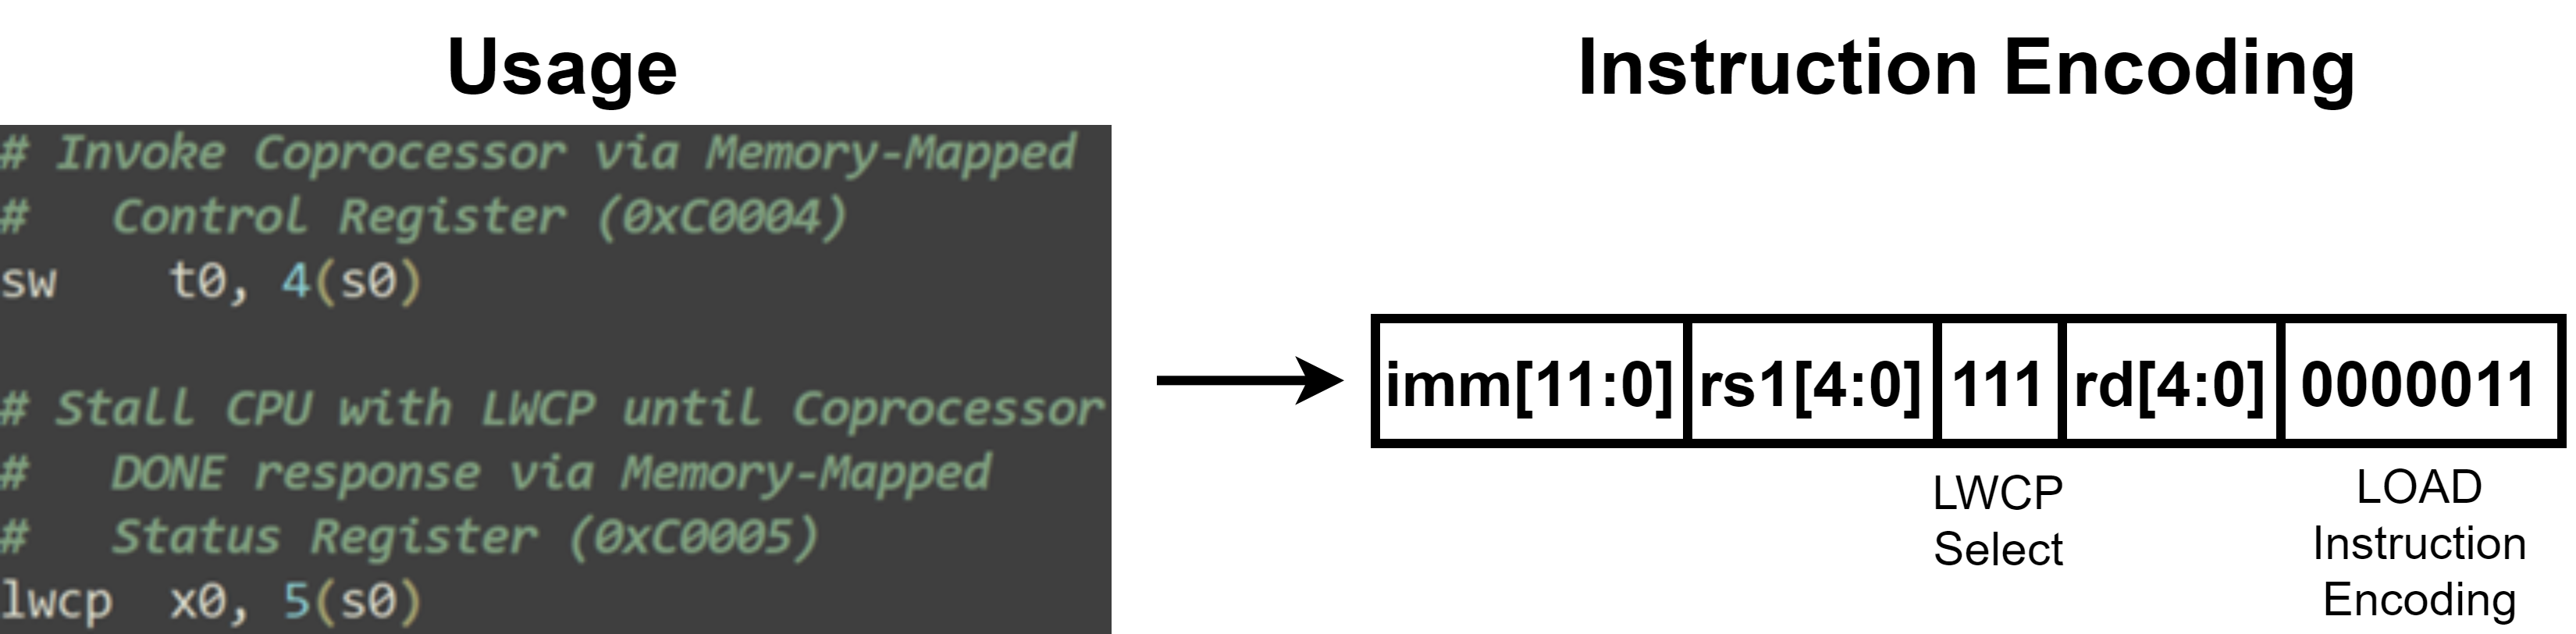 Usage
# Invoke Coprocessor via Memory-Mapped
#   Control Register (0xC0004)
sw    t0, 4(s0)
# Stall CPU with LWCP until Coprocessor
#   DONE response via Memory-Mapped
#   Status Register (0xC0005)
lwcp  x0, 5(s0)
Instruction Encoding
imm[11:0] rs1[4:0] 111 rd[4:0] 0000011
LWCP
Select
LOAD
Instruction
Encoding